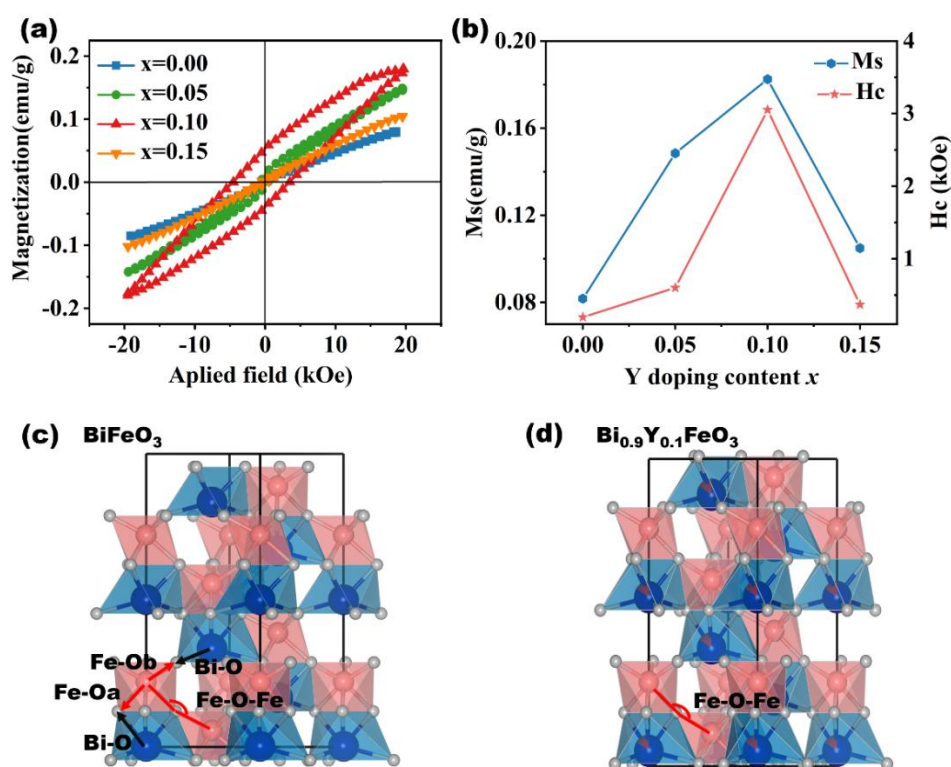 (a)
0.2
0.1
0.0
-0.1
-0.2
Magnetization(emu/g)
x=0.00
x=0.05
x=0.10
x=0.15
-20 -10 0 10 20
Aplied field (kOe)
(b)
0.20
0.16
0.12
0.08
Ms(emu/g)
Ms
Hc
4
3
2
1
Hc (kOe)
0.00 0.05 0.10 0.15
Y doping content x
(c) BiFeO₃
Fe-Ob
Bi-O
Fe-Oa
Fe-O-Fe
Bi-O
(d) Bi₀.₉Y₀.₁FeO₃
Fe-O-Fe